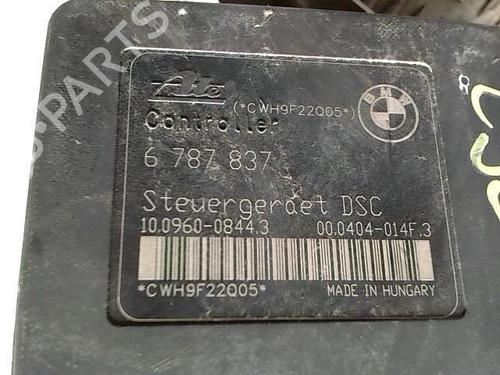 Ate
(*CWH9F22Q05*)
BMW
Controller
6 787 837
Steuergeraet DSC
10.0960-0844.3
00.0404-014F.3
*CWH9F22Q05*
MADE IN HUNGARY
PARTS